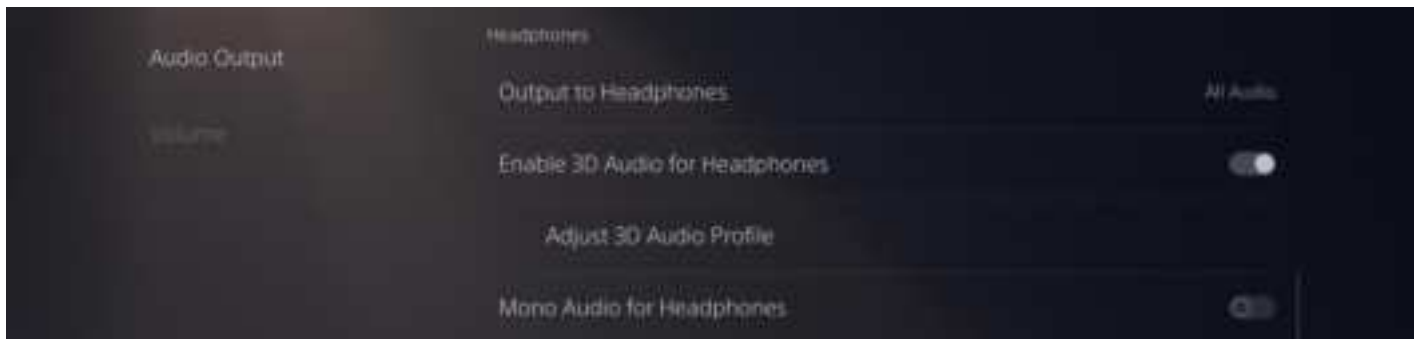 Audio Output
Volume
Headphones
Output to Headphones
All Audio
Enable 3D Audio for Headphones
Adjust 3D Audio Profile
Mono Audio for Headphones